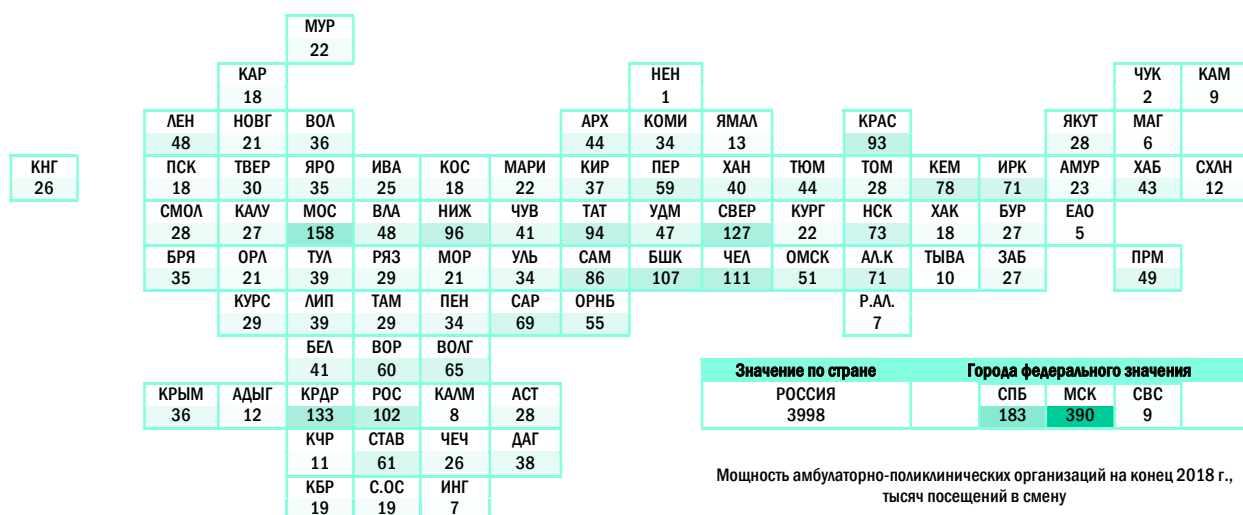 МУР
22
КАР НЕН ЧУК КАМ
18 1 2 9
ЛЕН НОВГ ВОЛ АРХ КОМИ ЯМАЛ КРАС ЯКУТ МАГ
48 21 36 44 34 13 93 28 6
КНГ ПСК ТВЕР ЯРО ИВА КОС МАРИ КИР ПЕР ХАН ТЮМ ТОМ КЕМ ИРК АМУР ХАБ СХЛН
26 18 30 35 25 18 22 37 59 40 44 28 78 71 23 43 12
СМОЛ КАЛУ МОС ВЛА НИЖ ЧУВ ТАТ УДМ СВЕР КУРГ НСК ХАК БУР ЕАО
28 27 158 48 96 41 94 47 127 22 73 18 27 5
БРЯ ОРЛ ТУЛ РЯЗ МОР УЛЬ САМ БШК ЧЕЛ ОМСК АЛ.К ТЫВА ЗАБ ПРМ
35 21 39 29 21 34 86 107 111 51 71 10 27 49
КУРС ЛИП ТАМ ПЕН САР ОРНБ Р.АЛ.
29 39 29 34 69 55 7
БЕЛ ВОР ВОЛГ
41 60 65
Значение по стране Города федерального значения
КРЫМ АДЫГ КРДР РОС КАЛМ АСТ РОССИЯ СПБ МСК СВС
36 12 133 102 8 28 3998 183 390 9
КЧР СТАВ ЧЕЧ ДАГ
11 61 26 38
КБР С.ОС ИНГ
19 19 7
Мощность амбулаторно-поликлинических организаций на конец 2018 г.,
тысяч посещений в смену